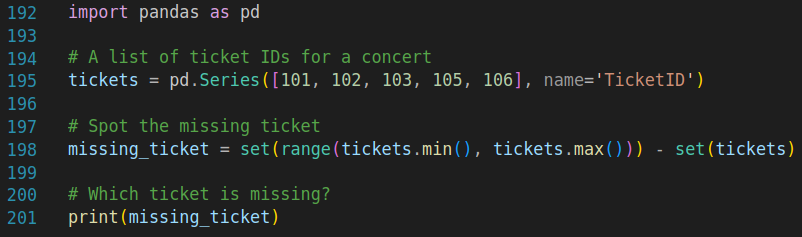 192 import pandas as pd
193
194 # A list of ticket IDs for a concert
195 tickets = pd.Series([101, 102, 103, 105, 106], name='TicketID')
196
197 # Spot the missing ticket
198 missing_ticket = set(range(tickets.min(), tickets.max())) - set(tickets)
199
200 # Which ticket is missing?
201 print(missing_ticket)